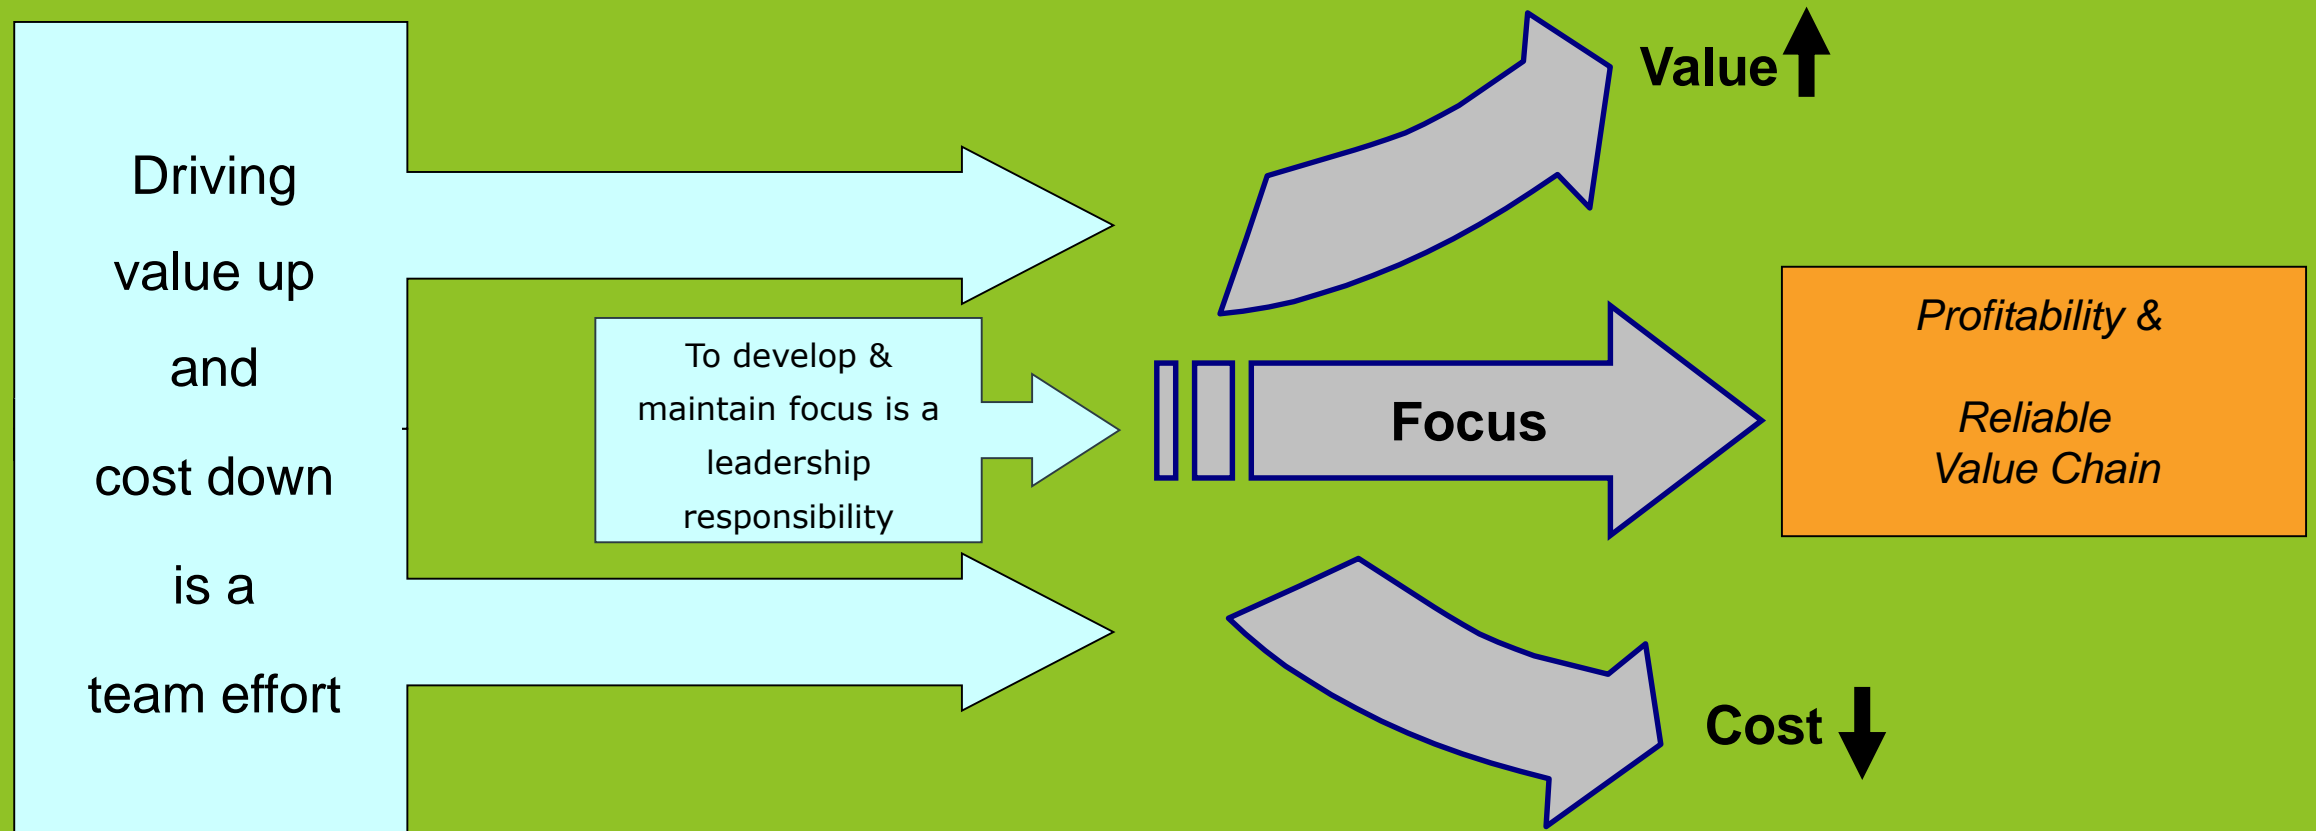 Driving
value up
and
cost down
is a
team effort
To develop &
maintain focus is a
leadership
responsibility
Value
Focus
Cost
Profitability &
Reliable
Value Chain